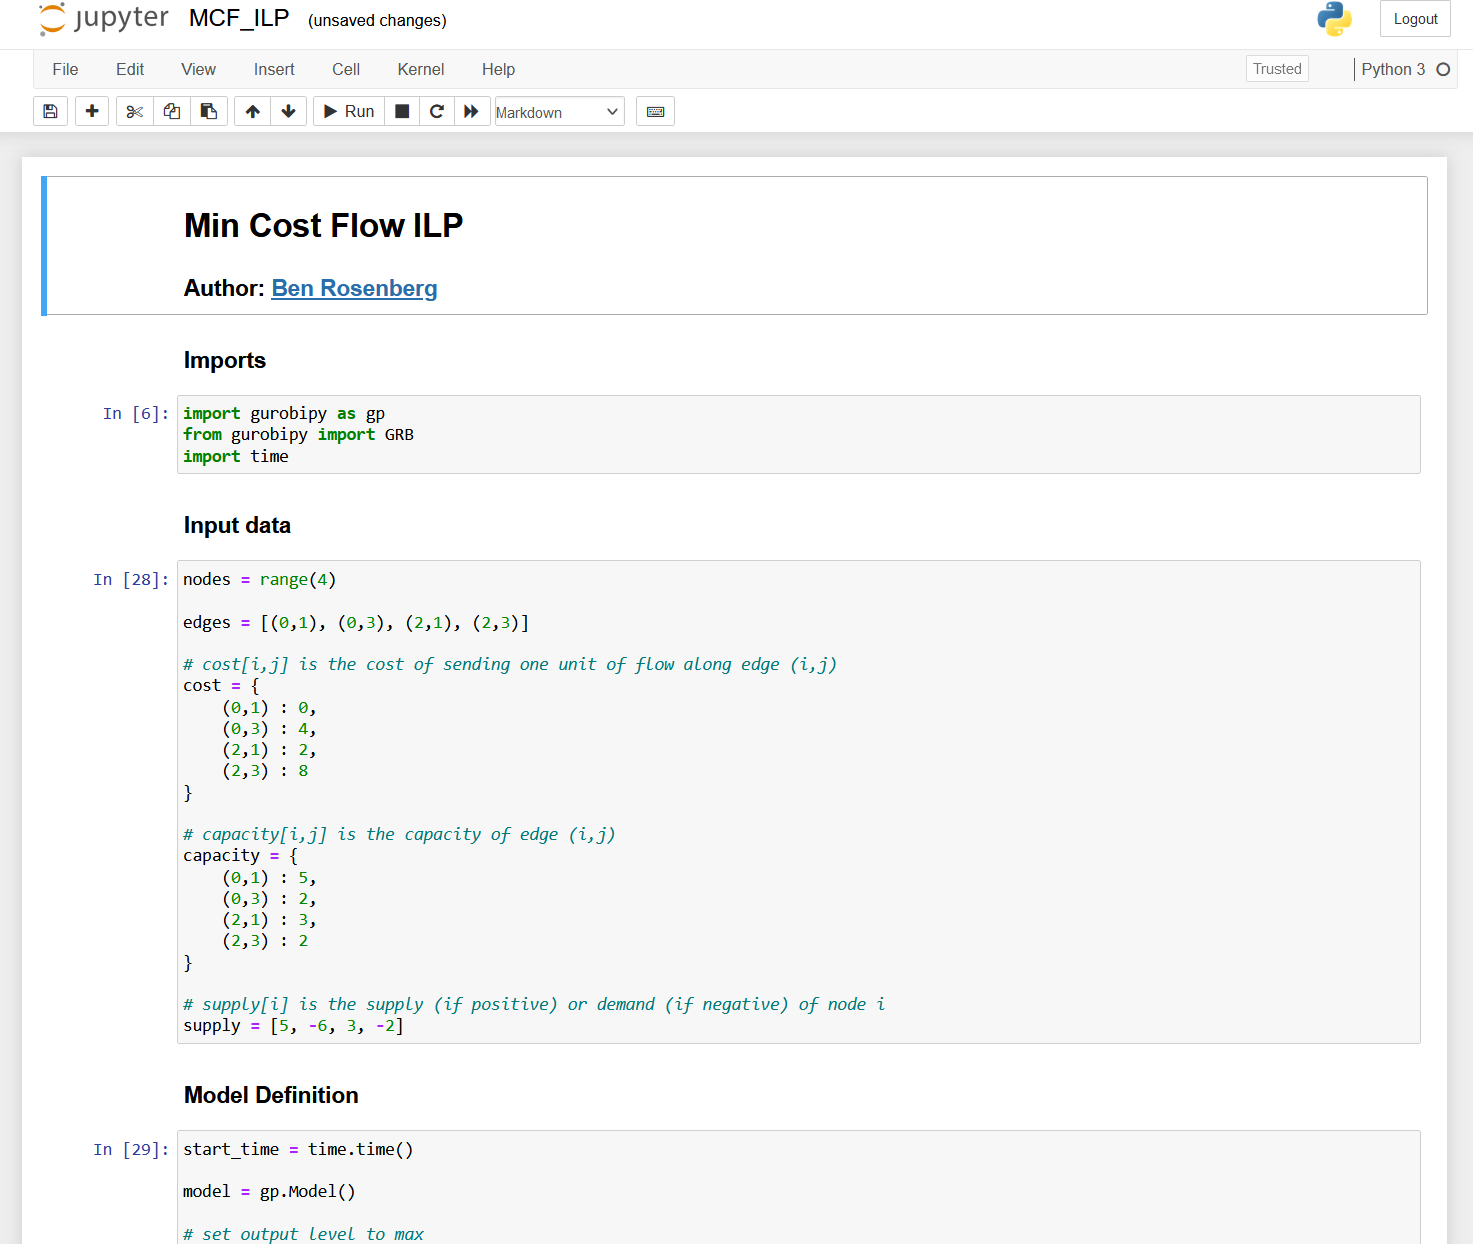 jupyter MCF_ILP (unsaved changes)
Logout
File Edit View Insert Cell Kernel Help
Trusted
Python 3
Run
Markdown
Min Cost Flow ILP
Author: Ben Rosenberg
Imports
In [6]:
import gurobipy as gp
from gurobipy import GRB
import time
Input data
In [28]:
nodes = range(4)
edges = [(0,1), (0,3), (2,1), (2,3)]
# cost[i,j] is the cost of sending one unit of flow along edge (i,j)
cost = {
    (0,1) : 0,
    (0,3) : 4,
    (2,1) : 2,
    (2,3) : 8
}
# capacity[i,j] is the capacity of edge (i,j)
capacity = {
    (0,1) : 5,
    (0,3) : 2,
    (2,1) : 3,
    (2,3) : 2
}
# supply[i] is the supply (if positive) or demand (if negative) of node i
supply = [5, -6, 3, -2]
Model Definition
In [29]:
start_time = time.time()
model = gp.Model()
# set output level to max